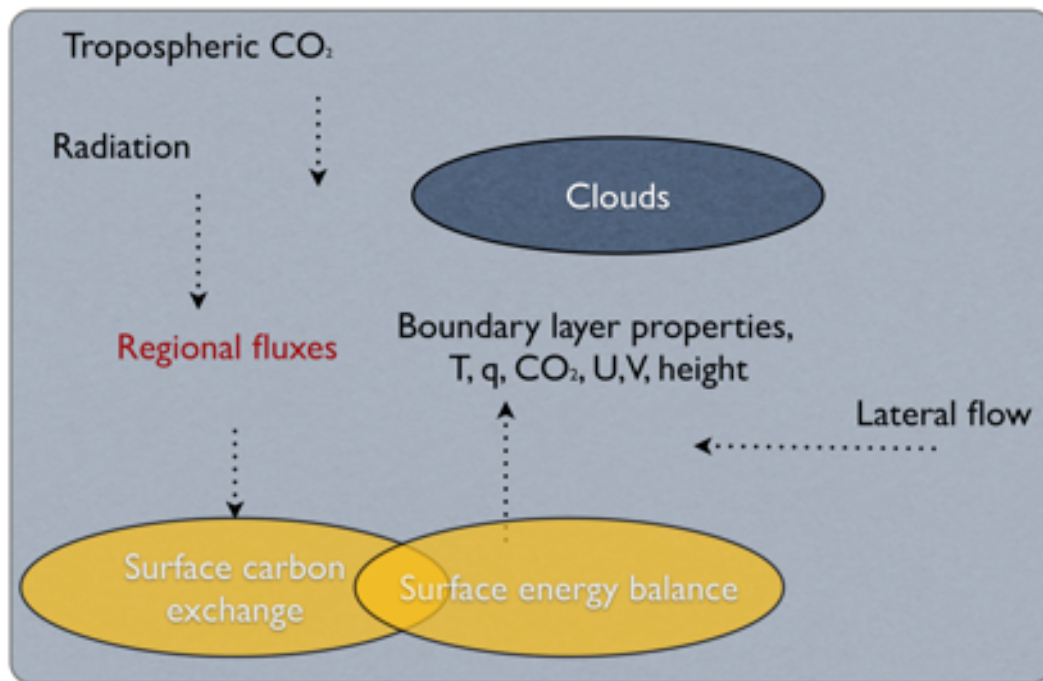 Tropospheric CO₂
Radiation
Clouds
Regional fluxes
Boundary layer properties,
T, q, CO₂, U,V, height
Lateral flow
Surface carbon
exchange
Surface energy balance